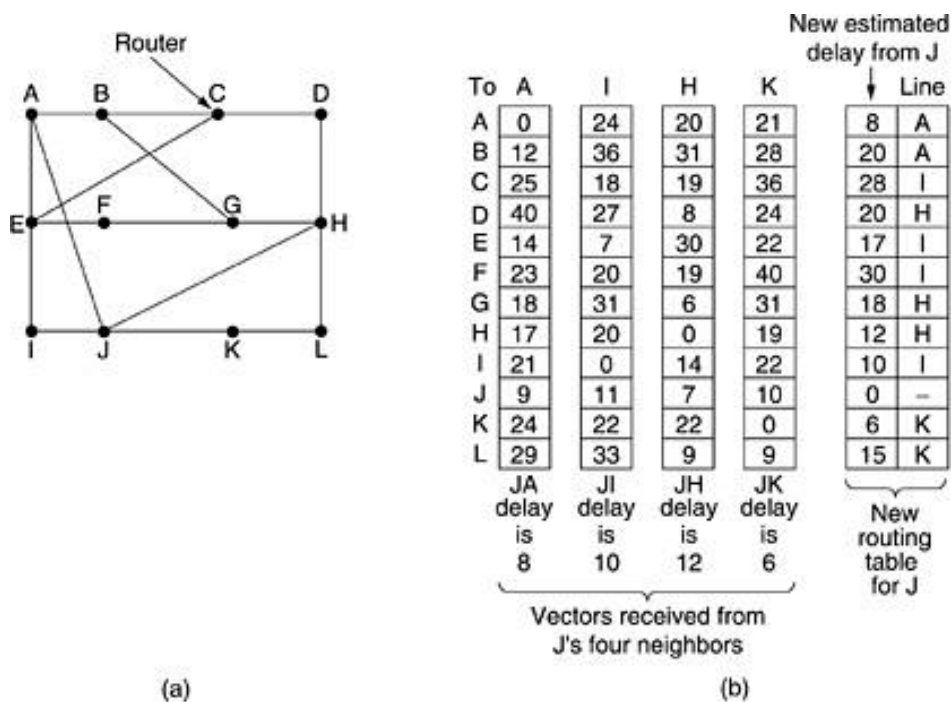 Router
A B C D
E F G H
I J K L
(a)
New estimated
delay from J
To A I H K Line
A 0 24 20 21 8 A
B 12 36 31 28 20 A
C 25 18 19 36 28 I
D 40 27 8 24 20 H
E 14 7 30 22 17 I
F 23 20 19 40 30 I
G 18 31 6 31 18 H
H 17 20 0 19 12 H
I 21 0 14 22 10 I
J 9 11 7 10 0 –
K 24 22 22 0 6 K
L 29 33 9 9 15 K
JA JI JH JK
delay delay delay delay
is is is is
8 10 12 6
New
routing
table
for J
Vectors received from
J's four neighbors
(b)